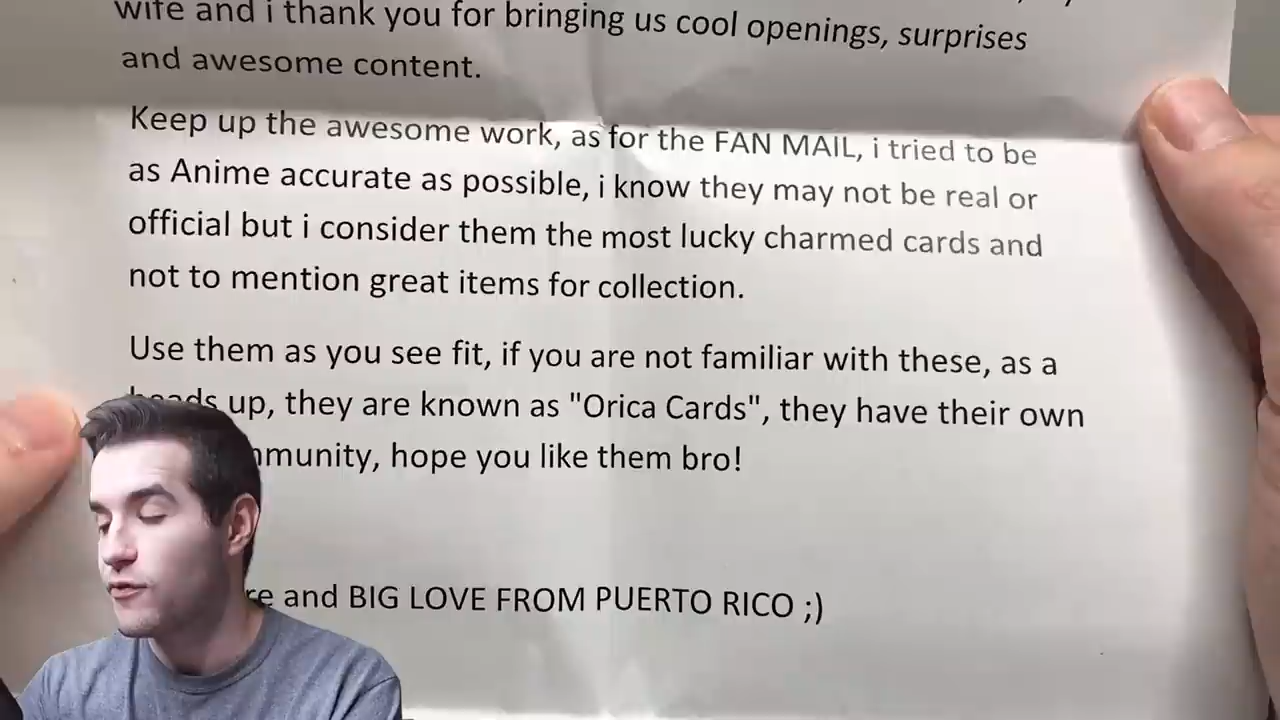 wife and i thank you for bringing us cool openings, surprises
and awesome content.
Keep up the awesome work, as for the FAN MAIL, i tried to be
as Anime accurate as possible, i know they may not be real or
official but i consider them the most lucky charmed cards and
not to mention great items for collection.
Use them as you see fit, if you are not familiar with these, as a
heads up, they are known as "Orica Cards", they have their own
hope you like them bro!
and BIG LOVE FROM PUERTO RICO ;)